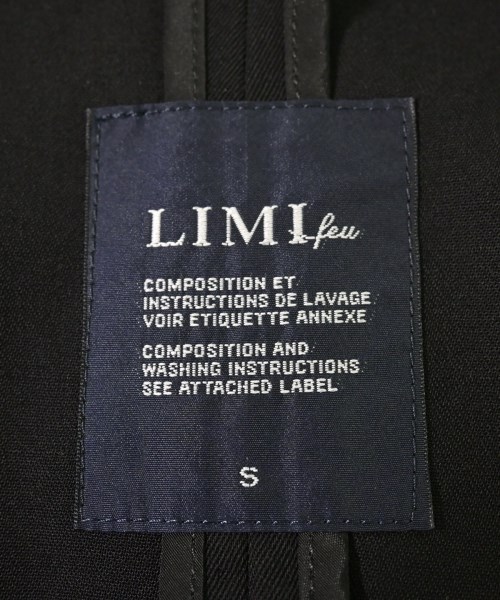 LIMI feu
COMPOSITION ET
INSTRUCTIONS DE LAVAGE
VOIR ETIQUETTE ANNEXE
COMPOSITION AND
WASHING INSTRUCTIONS
SEE ATTACHED LABEL
S